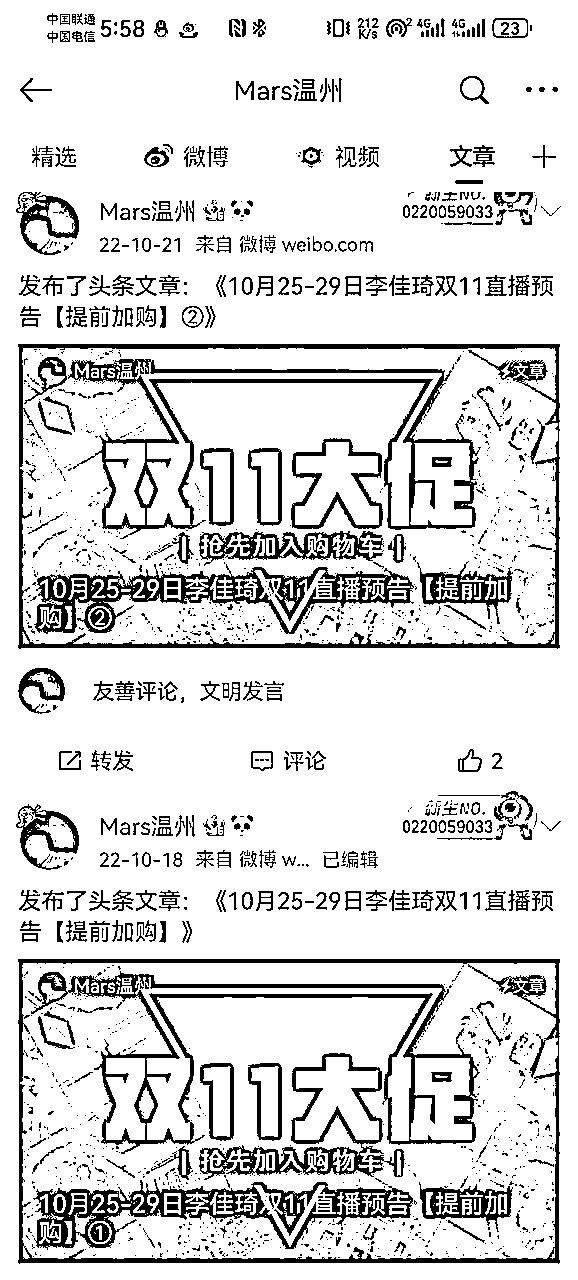 中国联通
中国电信
5:58
212 K/s
4G
4G
23
Mars温州
精选 微博 视频 文章
Mars温州
新生NO.
0220059033
22-10-21 来自 微博 weibo.com
发布了头条文章：《10月25-29日李佳琦双11直播预
告【提前加购】②》
Mars温州
文章
双11大促
抢先加入购物车
10月25-29日李佳琦双11直播预告【提前加
购】②
友善评论，文明发言
转发 评论 2
Mars温州
新生NO.
0220059033
22-10-18 来自 微博 w... 已编辑
发布了头条文章：《10月25-29日李佳琦双11直播预
告【提前加购】》
Mars温州
文章
双11大促
抢先加入购物车
10月25-29日李佳琦双11直播预告【提前加
购】①